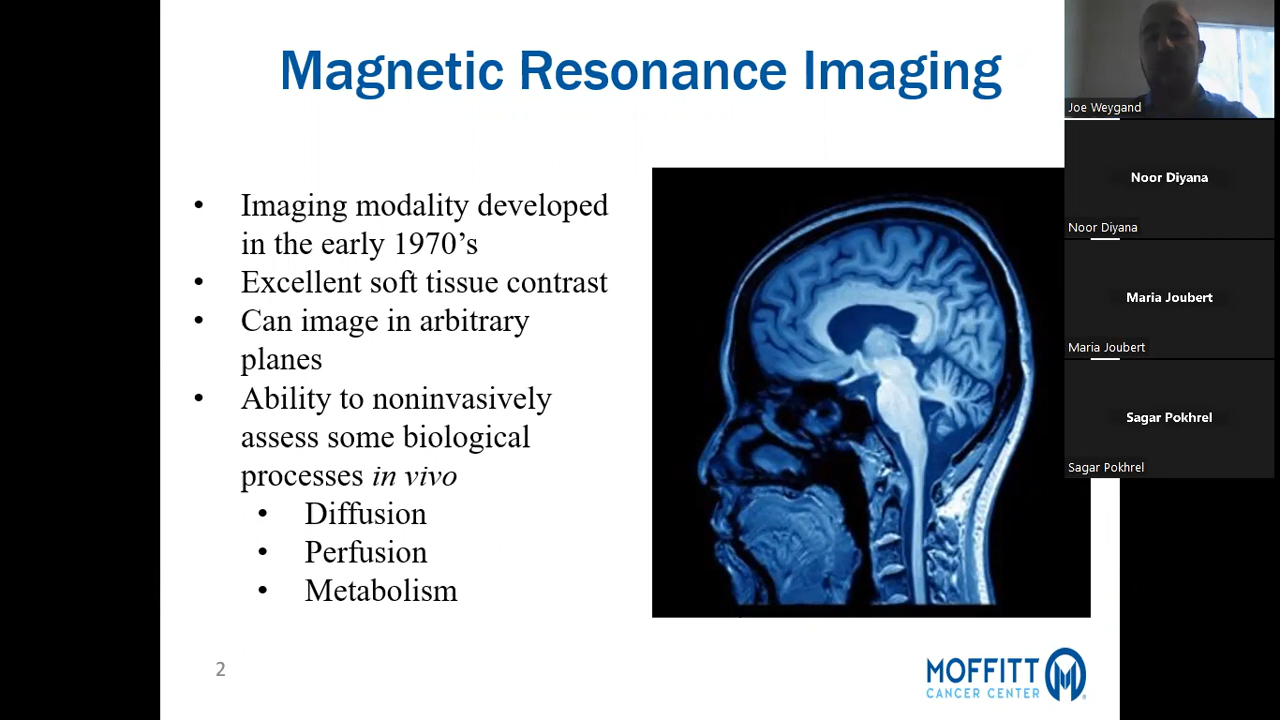 Magnetic Resonance Imaging
• Imaging modality developed
in the early 1970’s
• Excellent soft tissue contrast
• Can image in arbitrary
planes
• Ability to noninvasively
assess some biological
processes in vivo
• Diffusion
• Perfusion
• Metabolism
2
MOFFITT
CANCER CENTER
Joe Weygand
Noor Diyana
Noor Diyana
Maria Joubert
Maria Joubert
Sagar Pokhrel
Sagar Pokhrel